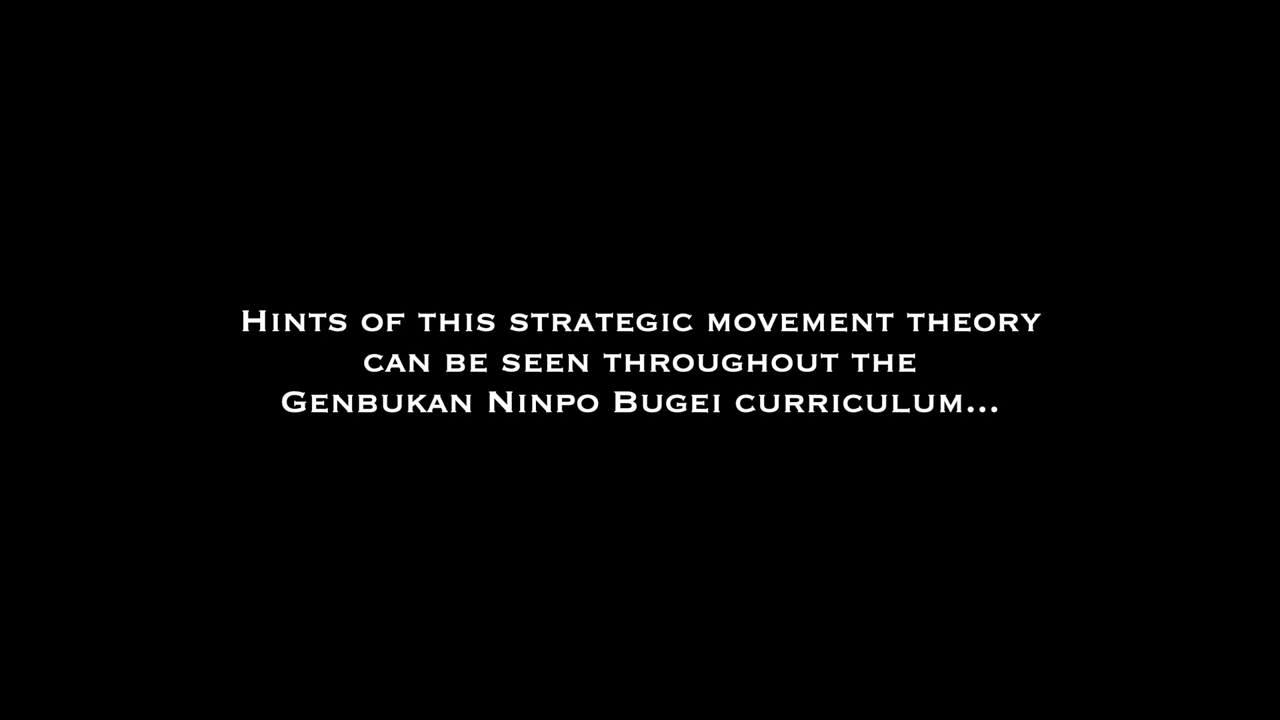 Hints of this strategic movement theory
can be seen throughout the
Genbukan Ninpo Bugei curriculum...